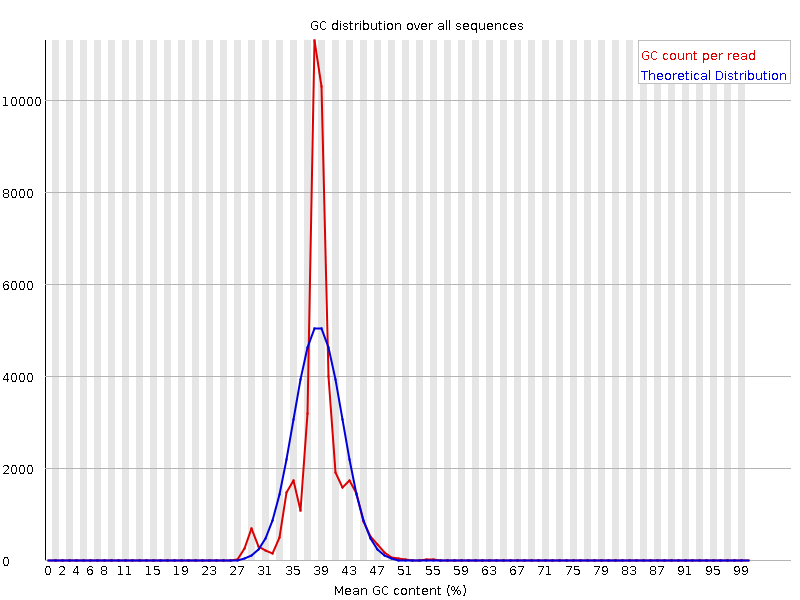 GC distribution over all sequences
GC count per read
Theoretical Distribution
10000
8000
6000
4000
2000
0
0 2 4 6 8 11 15 19 23 27 31 35 39 43 47 51 55 59 63 67 71 75 79 83 87 91 95 99
Mean GC content (%)